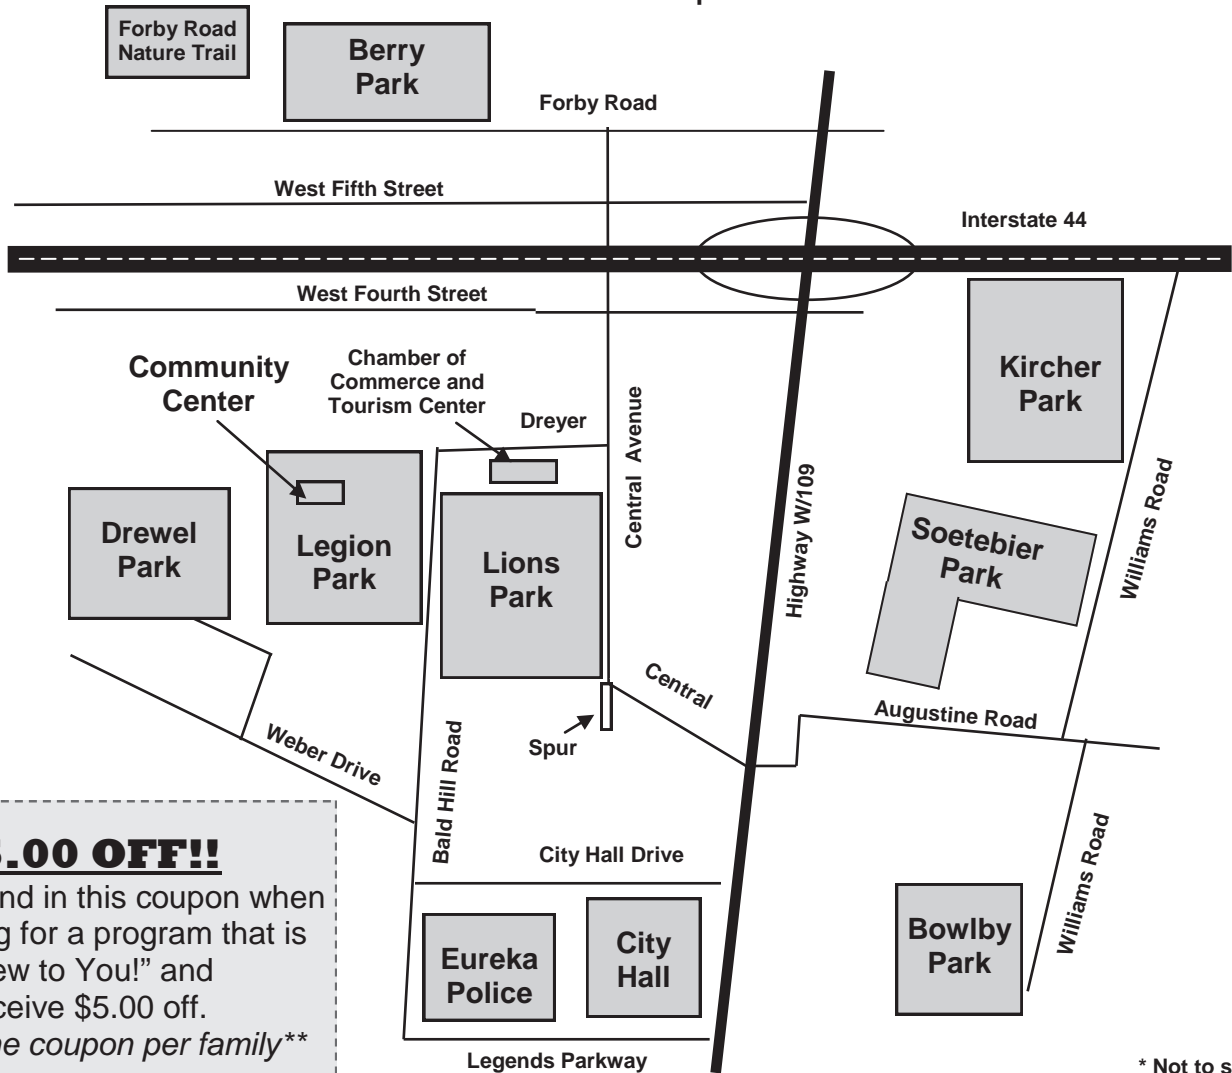 Forby Road
Nature Trail
Berry
Park
Forby Road
West Fifth Street
Interstate 44
West Fourth Street
Community
Center
Chamber of
Commerce and
Tourism Center
Dreyer
Central Avenue
Kircher
Park
Highway W/109
Williams Road
Drewel
Park
Legion
Park
Lions
Park
Soetebier
Park
Central
Augustine Road
Spur
Weber Drive
Bald Hill Road
City Hall Drive
Williams Road
Eureka
Police
City
Hall
Bowlby
Park
Legends Parkway
.00 OFF!!
in this coupon when
for a program that is
to You!” and
$5.00 off.
coupon per family**
* Not to